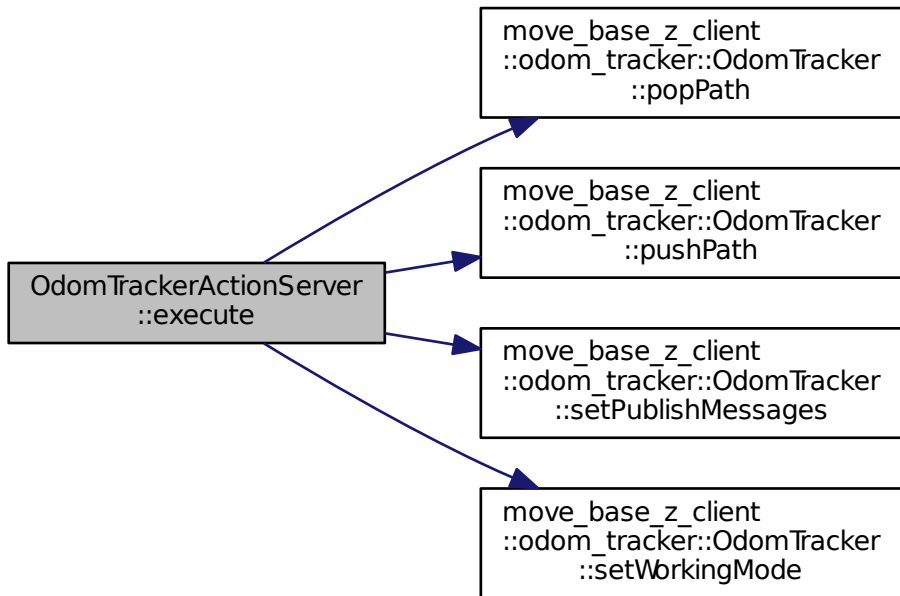 move_base_z_client
::odom_tracker::OdomTracker
::popPath
move_base_z_client
::odom_tracker::OdomTracker
::pushPath
OdomTrackerActionServer
::execute
move_base_z_client
::odom_tracker::OdomTracker
::setPublishMessages
move_base_z_client
::odom_tracker::OdomTracker
::setWorkingMode